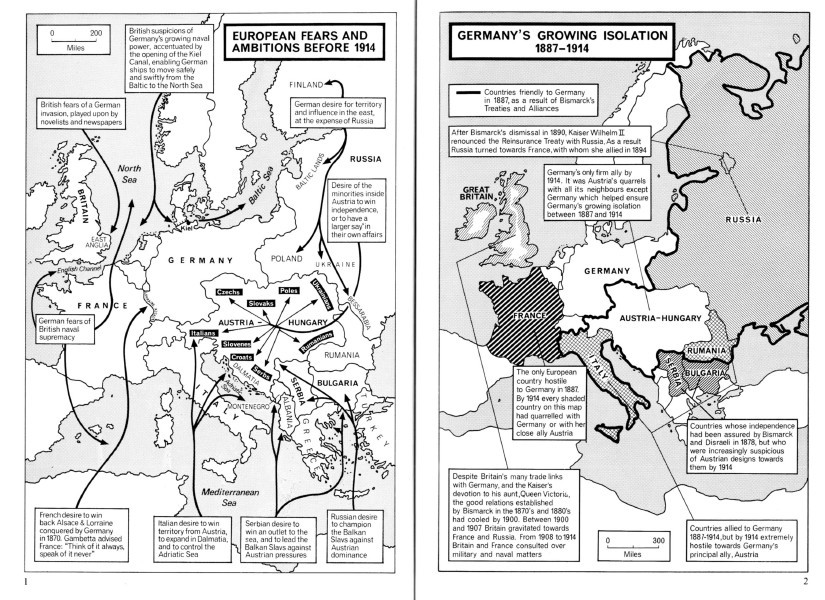 EUROPEAN FEARS AND
AMBITIONS BEFORE 1914
0 200
Miles
British suspicions of
Germany's growing naval
power, accentuated by
the opening of the Kiel
Canal, enabling German
ships to move safely
and swiftly from the
Baltic to the North Sea
British fears of a German
invasion, played upon by
novelists and newspapers
FINLAND
German desire for territory
and influence in the east,
at the expense of Russia
RUSSIA
BALTIC LANDS
North
Sea
Baltic Sea
Desire of the
minorities inside
Austria to win
independence,
or to have a
larger say in
their own affairs
BRITAIN
EAST
ANGLIA
Kiel
English Channel
GERMANY
POLAND
UKRAINE
FRANCE
BESSARABIA
Czechs
Poles
Ukrainians
Slovaks
German fears of
British naval
supremacy
AUSTRIA - HUNGARY
Italians
Slovenes
Rumanians
Croats
Serbs
RUMANIA
DALMATIA
Adriatic
Sea
SERBIA
BULGARIA
ITALY
MONTENEGRO
ALBANIA
GREECE
TURKEY
Mediterranean
Sea
French desire to win
back Alsace & Lorraine
conquered by Germany
in 1870. Gambetta advised
France: "Think of it always,
speak of it never"
Italian desire to win
territory from Austria,
to expand in Dalmatia,
and to control the
Adriatic Sea
Serbian desire to
win an outlet to the
sea, and to lead the
Balkan Slavs against
Austrian pressures
Russian desire
to champion
the Balkan
Slavs against
Austrian
dominance
1
GERMANY'S GROWING ISOLATION
1887-1914
Countries friendly to Germany
in 1887, as a result of Bismarck's
Treaties and Alliances
After Bismarck's dismissal in 1890, Kaiser Wilhelm II
renounced the Reinsurance Treaty with Russia. As a result
Russia turned towards France, with whom she allied in 1894
Germany's only firm ally by
1914. It was Austria's quarrels
with all its neighbours except
Germany which helped ensure
Germany's growing isolation
between 1887 and 1914
GREAT
BRITAIN
RUSSIA
GERMANY
FRANCE
AUSTRIA-HUNGARY
RUMANIA
ITALY
SERBIA
BULGARIA
The only European
country hostile
to Germany in 1887.
By 1914 every shaded
country on this map
had quarrelled with
Germany or with her
close ally Austria
Countries whose independence
had been assured by Bismarck
and Disraeli in 1878, but who
were increasingly suspicious
of Austrian designs towards
them by 1914
Despite Britain's many trade links
with Germany, and the Kaiser's
devotion to his aunt, Queen Victoria,
the good relations established
by Bismarck in the 1870's and 1880's
had cooled by 1900. Between 1900
and 1907 Britain gravitated towards
France and Russia. From 1908 to 1914
Britain and France consulted over
military and naval matters
0 300
Miles
Countries allied to Germany
1887-1914, but by 1914 extremely
hostile towards Germany's
principal ally, Austria
2